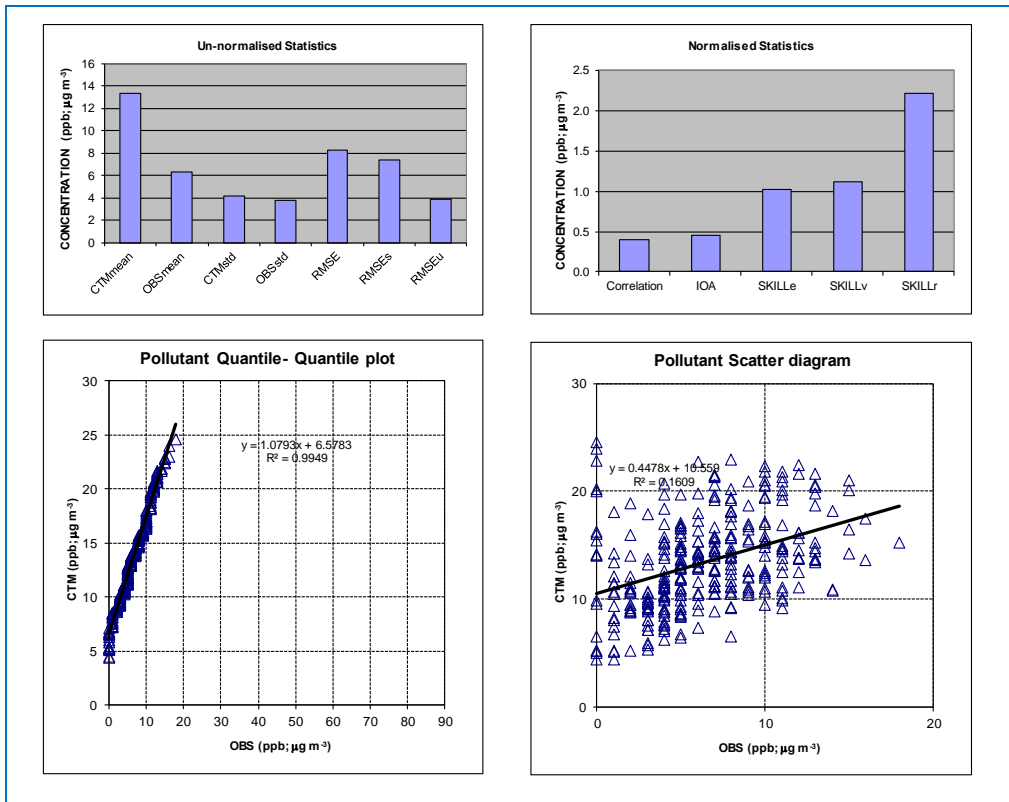 Un-normalised Statistics
16
14
12
10
8
6
4
2
0
CONCENTRATION (ppb; µg m-3)
CTMmean
OBSmean
CTMstd
OBSstd
RMSE
RMSEs
RMSEu
Normalised Statistics
2.5
2.0
1.5
1.0
0.5
0.0
CONCENTRATION (ppb; µg m-3)
Correlation IOA SKILLe SKILLv SKILLr
Pollutant Quantile- Quantile plot
30
25
20
15
10
5
0
CTM (ppb; µg m-3)
y = 1.0793x + 6.5783
R² = 0.9949
0 10 20 30 40 50 60 70 80 90
OBS (ppb; µg m-3)
Pollutant Scatter diagram
30
20
10
0
CTM (ppb; µg m-3)
y = 0.4478x + 10.559
R² = 0.1609
0 10 20
OBS (ppb; µg m-3)